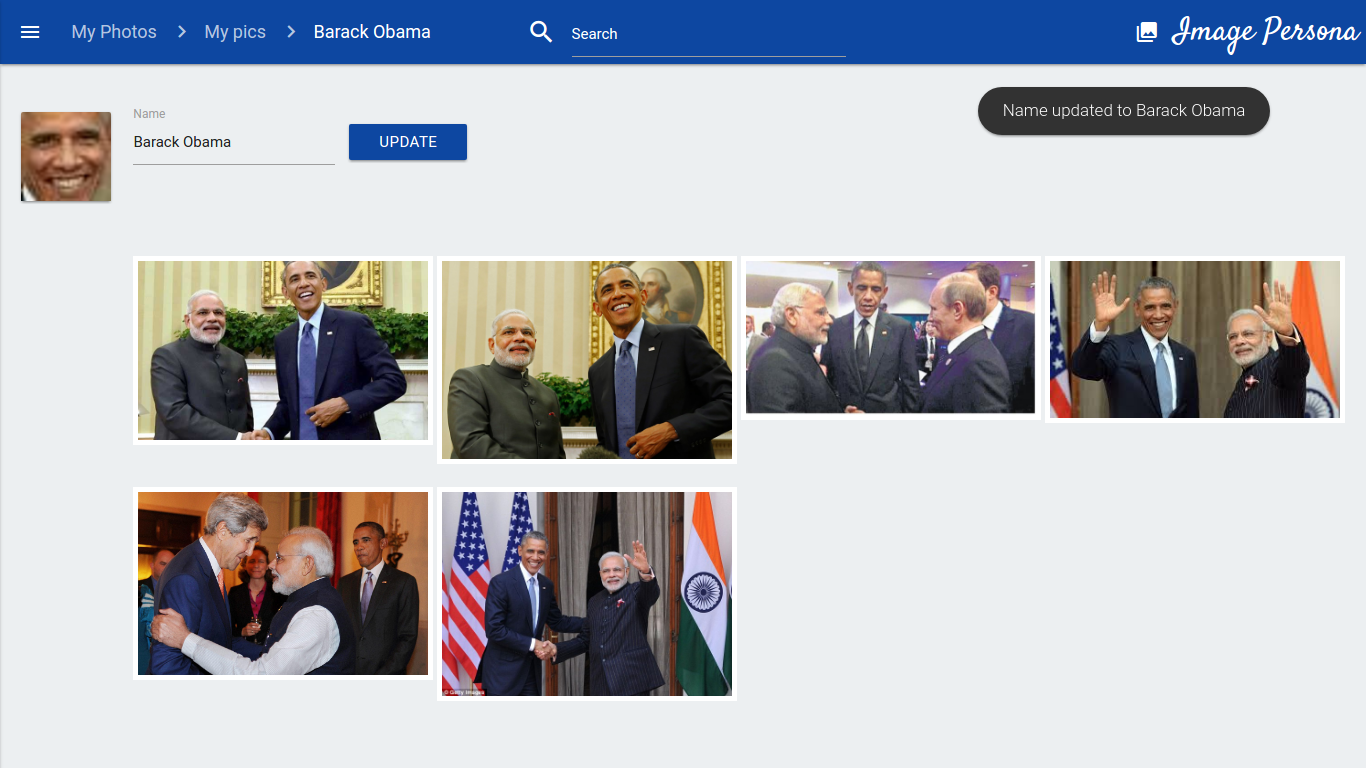 My Photos
My pics
Barack Obama
Search
Image Persona
Name updated to Barack Obama
Name
Barack Obama
UPDATE
© Getty Images